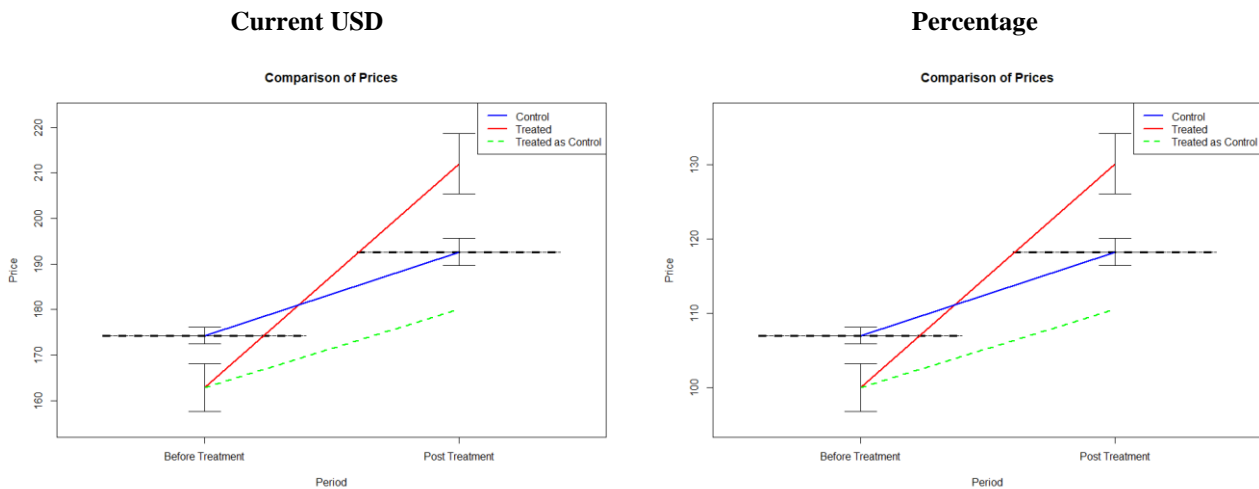 Current USD
Comparison of Prices
Control
Treated
Treated as Control
220
210
200
190
180
170
160
Price
Before Treatment
Post Treatment
Period
Percentage
Comparison of Prices
Control
Treated
Treated as Control
130
120
110
100
Price
Before Treatment
Post Treatment
Period